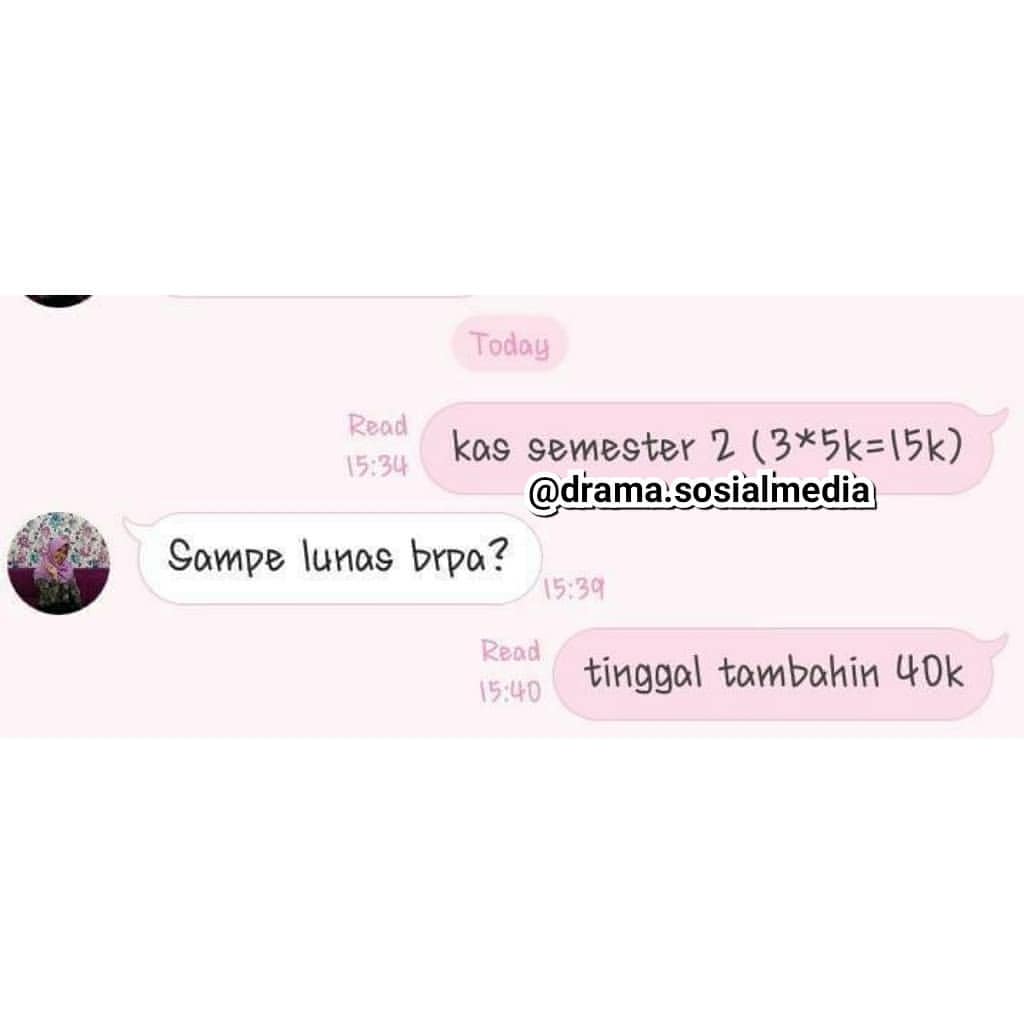 Today
Read
15:34
kas semester 2 (3*5k=15k)
@drama.sosialmedia
Sampe lunas brpa?
15:39
Read
15:40
tinggal tambahin 40k